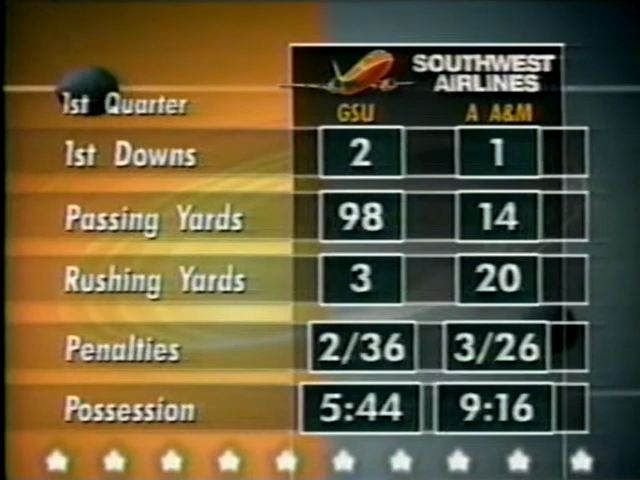 SOUTHWEST
AIRLINES
1st Quarter GSU A A&M
1st Downs 2 1
Passing Yards 98 14
Rushing Yards 3 20
Penalties 2/36 3/26
Possession 5:44 9:16